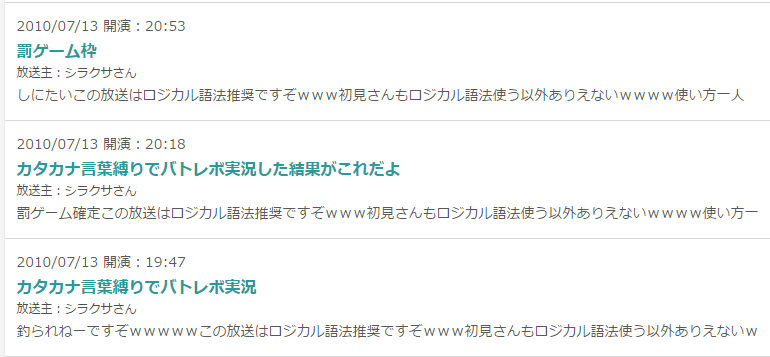 2010/07/13 開演：20:53
罰ゲーム枠
放送主：シラクサさん
しにたいこの放送はロジカル語法推奨ですぞｗｗｗ初見さんもロジカル語法使う以外ありえないｗｗｗｗ使い方一人
2010/07/13 開演：20:18
カタカナ言葉縛りでバトレボ実況した結果がこれだよ
放送主：シラクサさん
罰ゲーム確定この放送はロジカル語法推奨ですぞｗｗｗ初見さんもロジカル語法使う以外ありえないｗｗｗｗ使い方一
2010/07/13 開演：19:47
カタカナ言葉縛りでバトレボ実況
放送主：シラクサさん
釣られねーですぞｗｗｗｗｗこの放送はロジカル語法推奨ですぞｗｗｗ初見さんもロジカル語法使う以外ありえないｗ